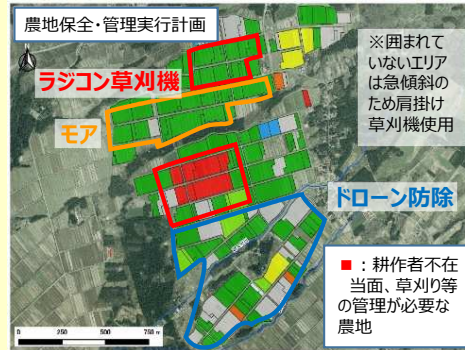 農地保全・管理実行計画
ラジコン草刈機
モア
※囲まれて
いないエリア
は急傾斜の
ため肩掛け
草刈機使用
ドローン防除
■：耕作者不在
当面、草刈り等
の管理が必要な
農地
0 250 500 750 m